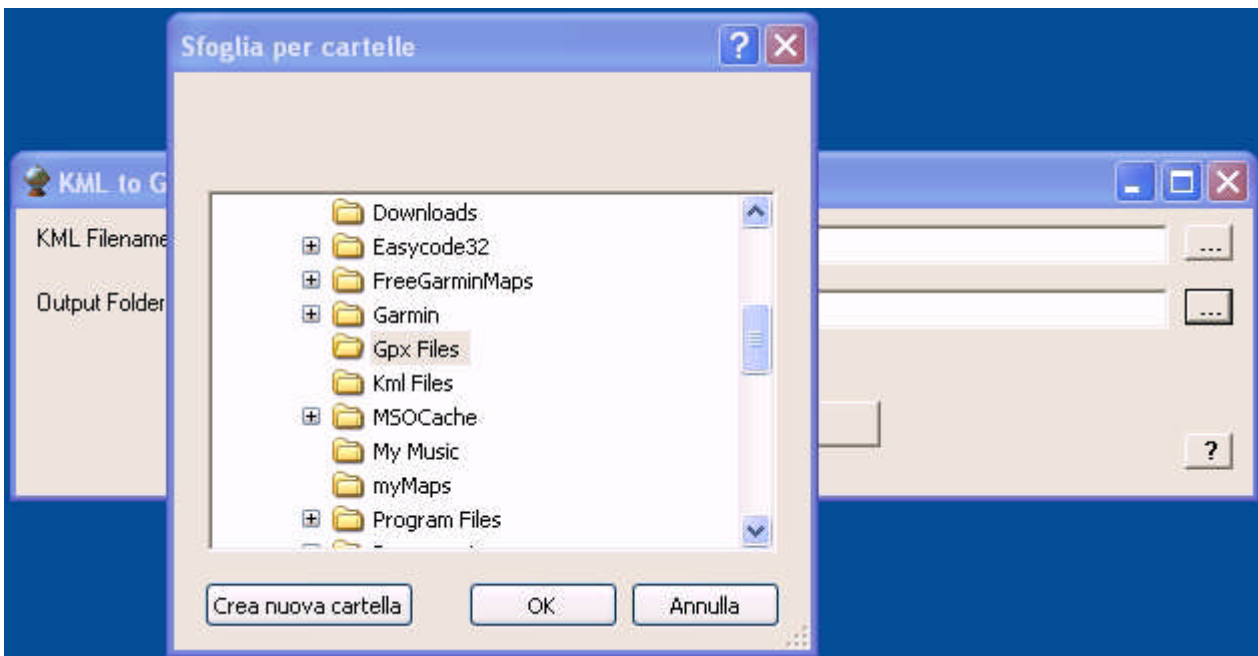 Sfoglia per cartelle
?
KML to G
KML Filename
...
Output Folder
...
?
Downloads
Easycode32
FreeGarminMaps
Garmin
Gpx Files
Kml Files
MSOCache
My Music
myMaps
Program Files
Crea nuova cartella
OK
Annulla